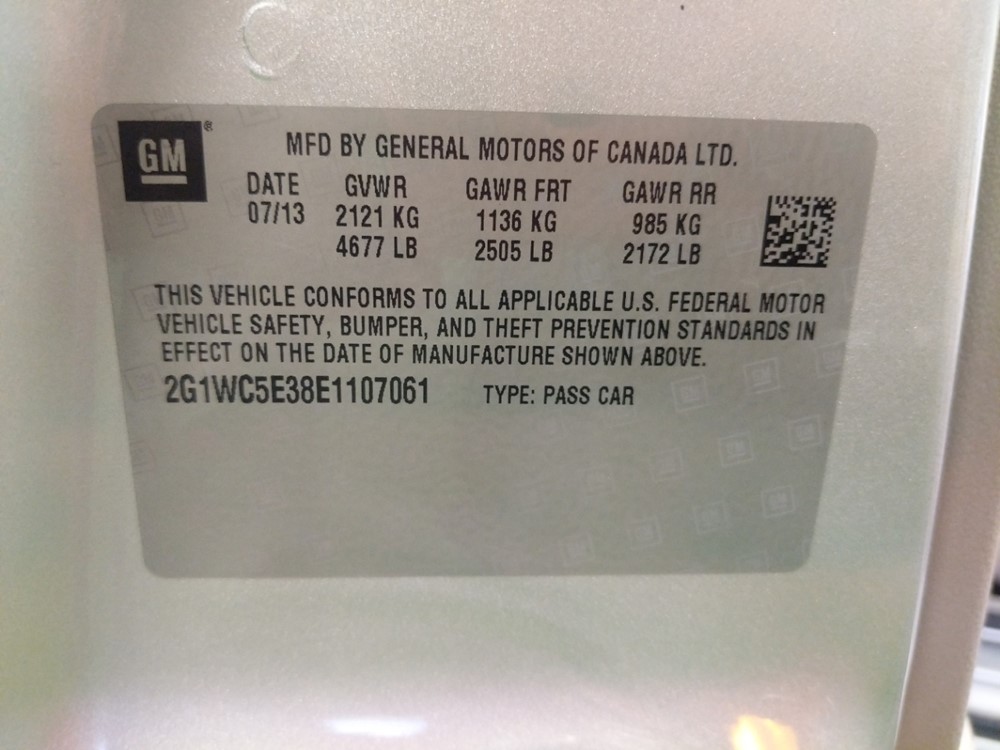 GM®
MFD BY GENERAL MOTORS OF CANADA LTD.
DATE GVWR GAWR FRT GAWR RR
07/13 2121 KG 1136 KG 985 KG
4677 LB 2505 LB 2172 LB
THIS VEHICLE CONFORMS TO ALL APPLICABLE U.S. FEDERAL MOTOR
VEHICLE SAFETY, BUMPER, AND THEFT PREVENTION STANDARDS IN
EFFECT ON THE DATE OF MANUFACTURE SHOWN ABOVE.
2G1WC5E38E1107061 TYPE: PASS CAR